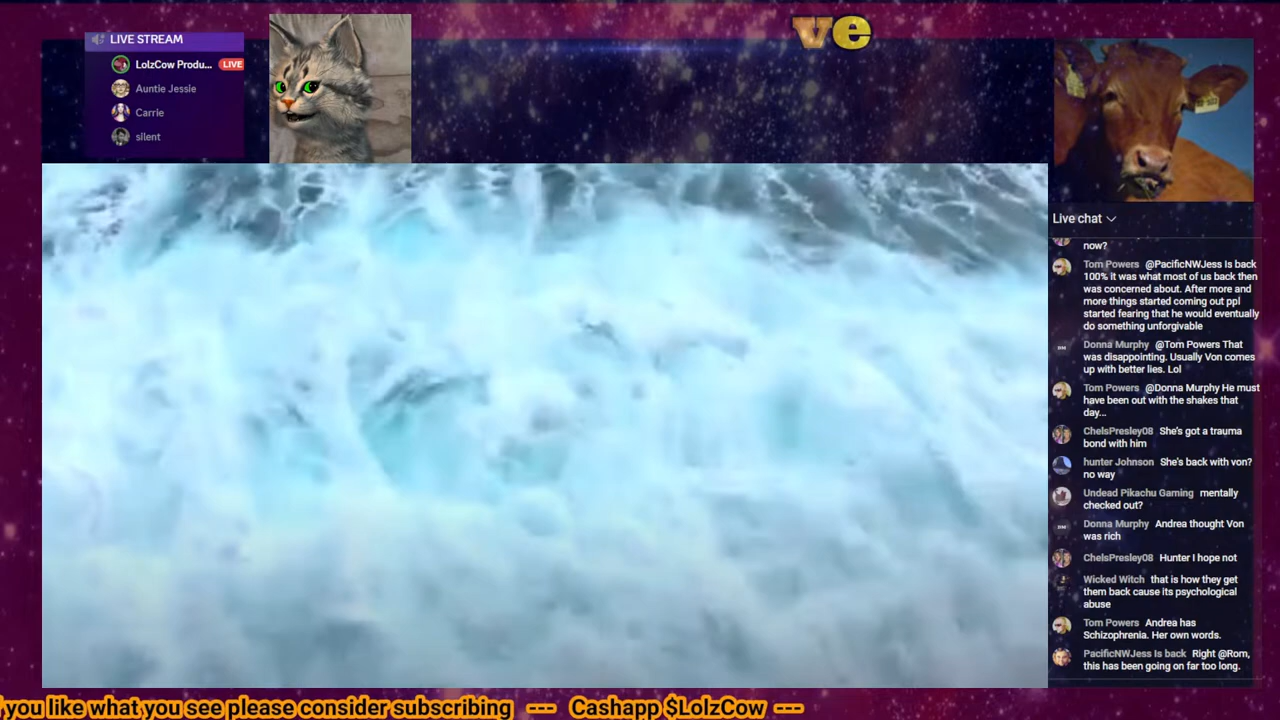 LIVE STREAM
LolzCow Produ... LIVE
Auntie Jessie
Carrie
silent
ve
Live chat
now?
Tom Powers @PacificNWJess Is back
100% it was what most of us back then
was concerned about. After more and
more things started coming out ppl
started fearing that he would eventually
do something unforgivable
Donna Murphy @Tom Powers That
was disappointing. Usually Von comes
up with better lies. Lol
Tom Powers @Donna Murphy He must
have been out with the shakes that
day...
ChelsPresley08 She's got a trauma
bond with him
hunter Johnson She's back with von?
no way
Undead Pikachu Gaming mentally
checked out?
Donna Murphy Andrea thought Von
was rich
ChelsPresley08 Hunter I hope not
Wicked Witch that is how they get
them back cause its psychological
abuse
Tom Powers Andrea has
Schizophrenia. Her own words.
PacificNWJess Is back Right @Rom,
this has been going on far too long.
you like what you see please consider subscribing --- Cashapp $LolzCow ---